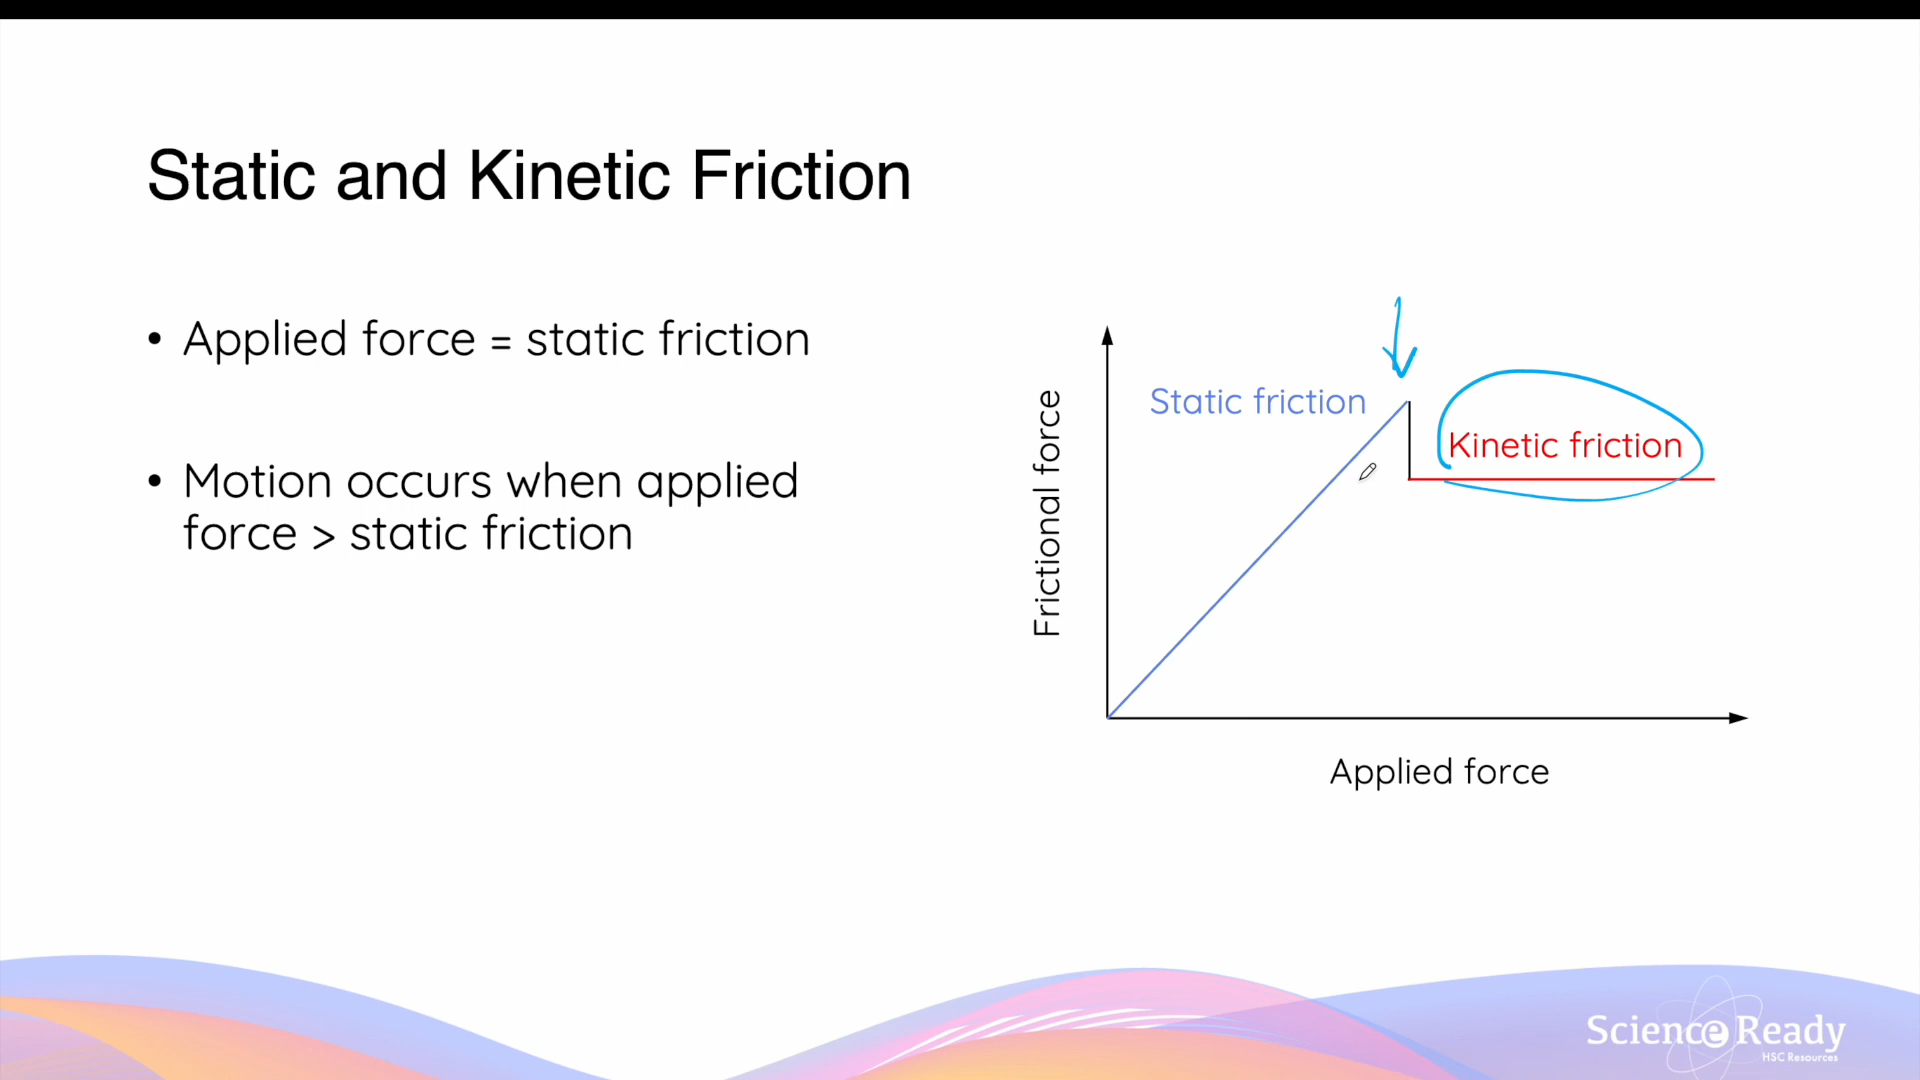 Static and Kinetic Friction
• Applied force = static friction
• Motion occurs when applied
force > static friction
Static friction
Kinetic friction
Frictional force
Applied force
Science Ready
HSC Resources